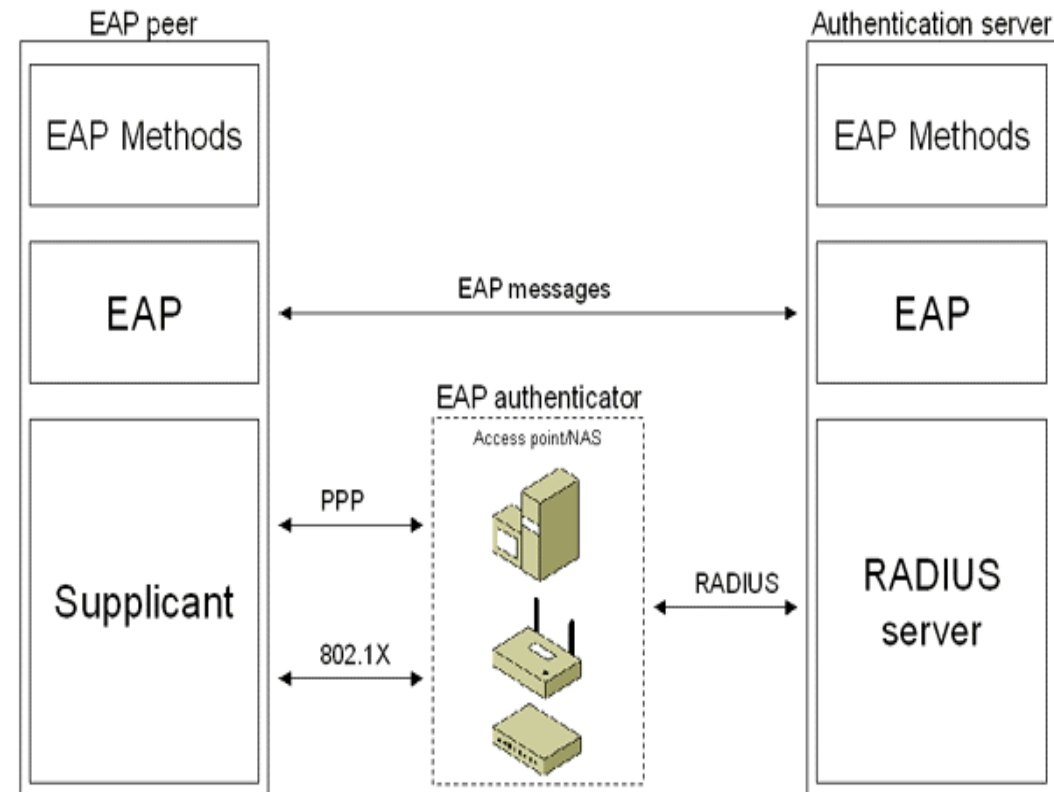 EAP peer
Authentication server
EAP Methods
EAP Methods
EAP
EAP messages
EAP
EAP authenticator
Access point/NAS
PPP
Supplicant
802.1X
RADIUS
RADIUS
server